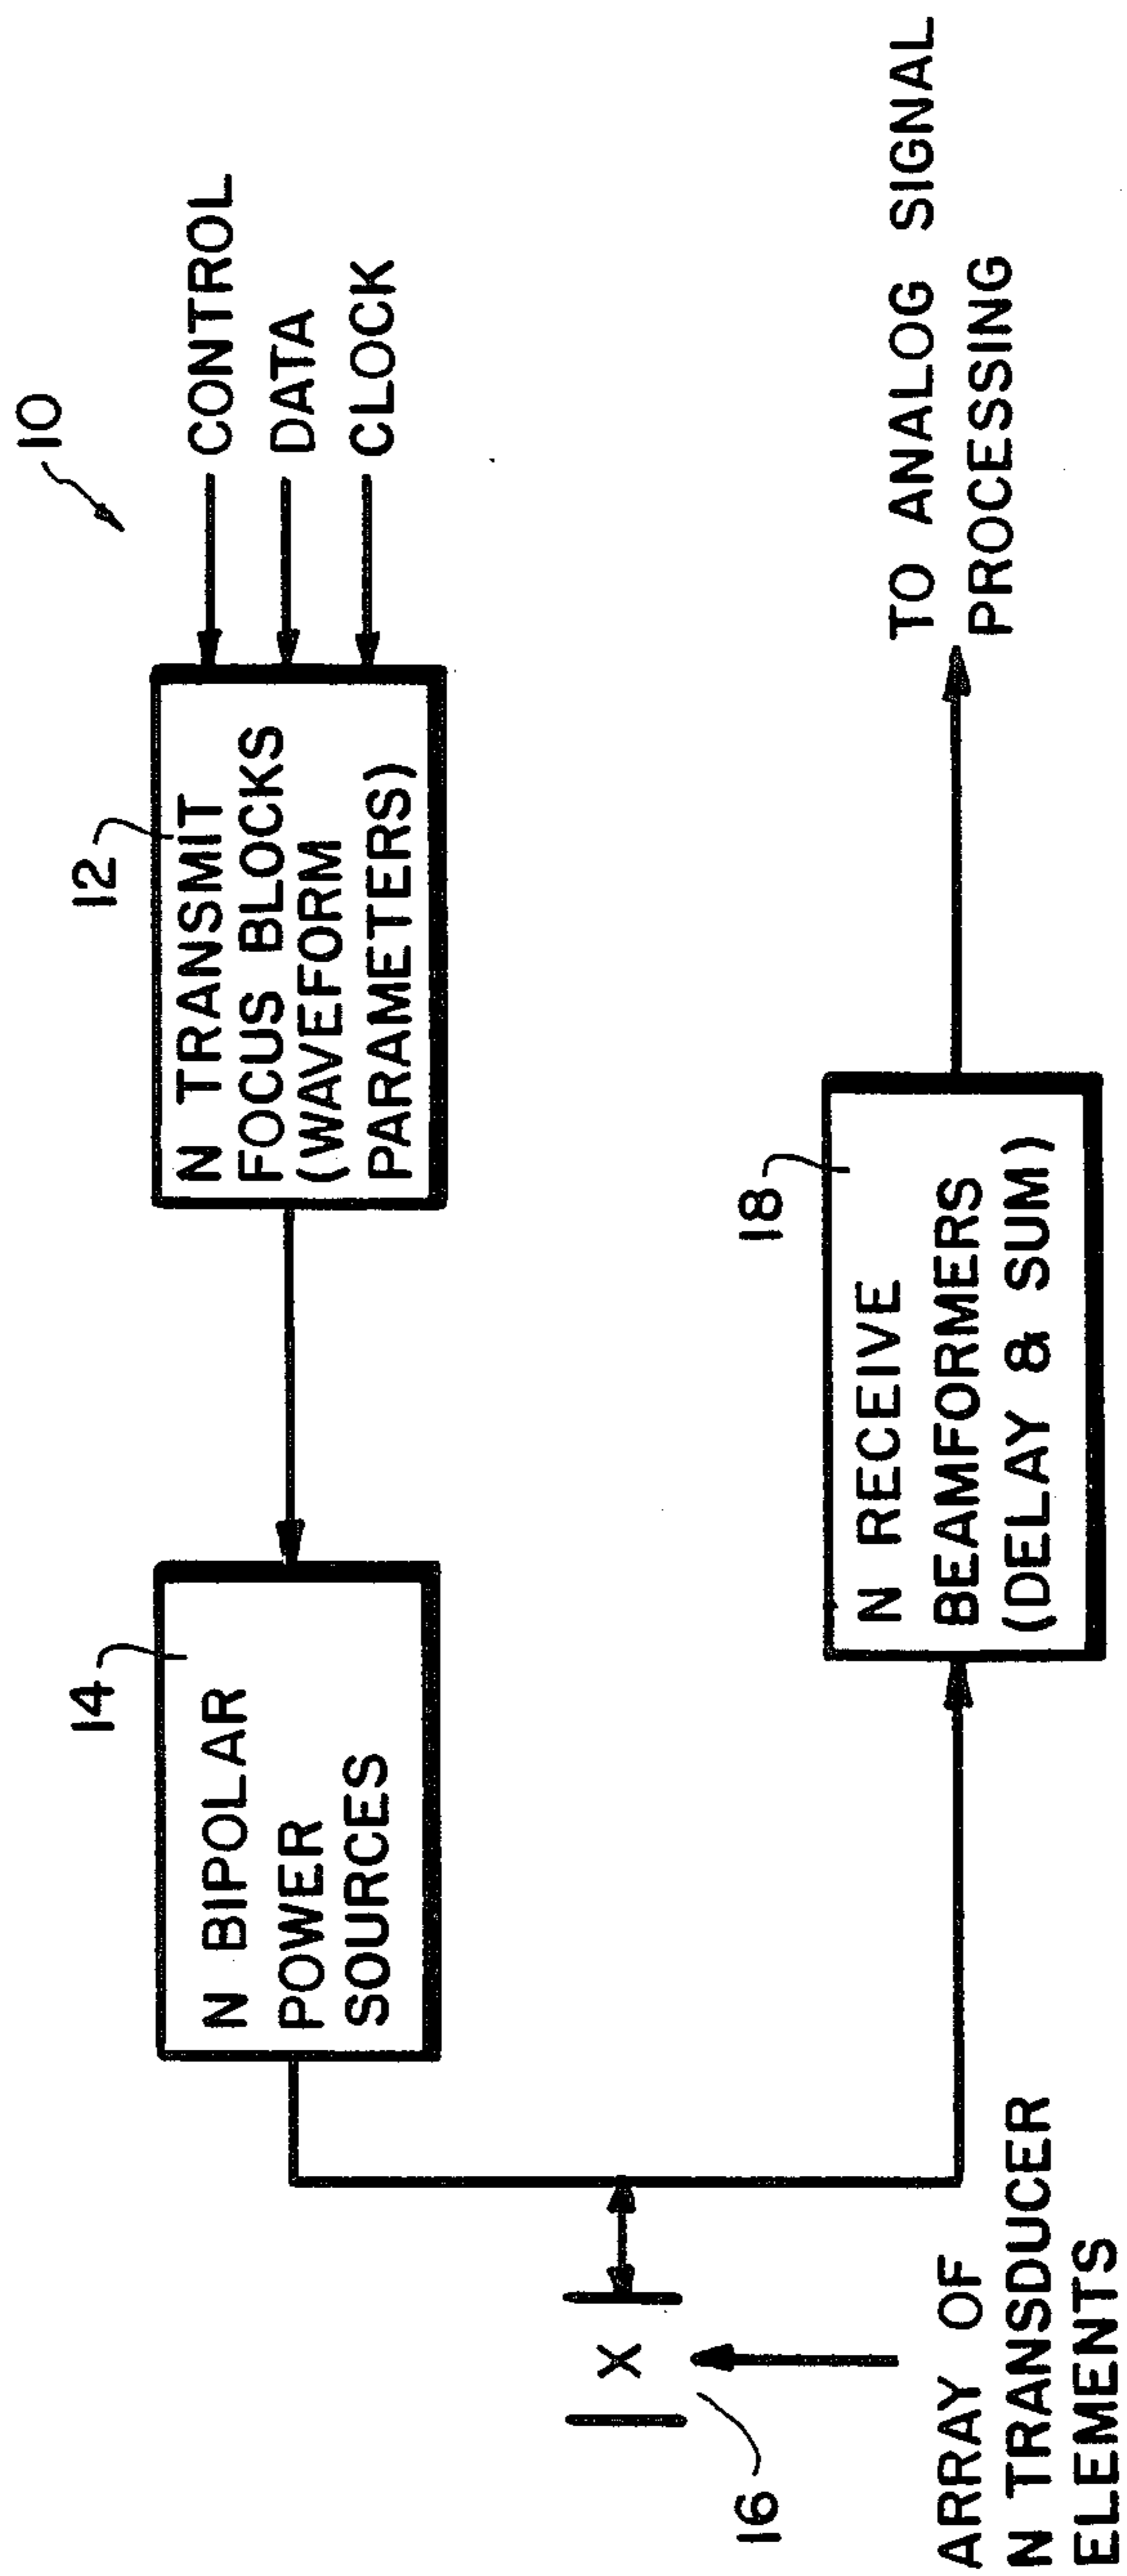 10
CONTROL
DATA
CLOCK
12
N TRANSMIT
FOCUS BLOCKS
(WAVEFORM
PARAMETERS)
14
N BIPOLAR
POWER
SOURCES
16
X
ARRAY OF
N TRANSDUCER
ELEMENTS
18
N RECEIVE
BEAMFORMERS
(DELAY & SUM)
TO ANALOG SIGNAL
PROCESSING